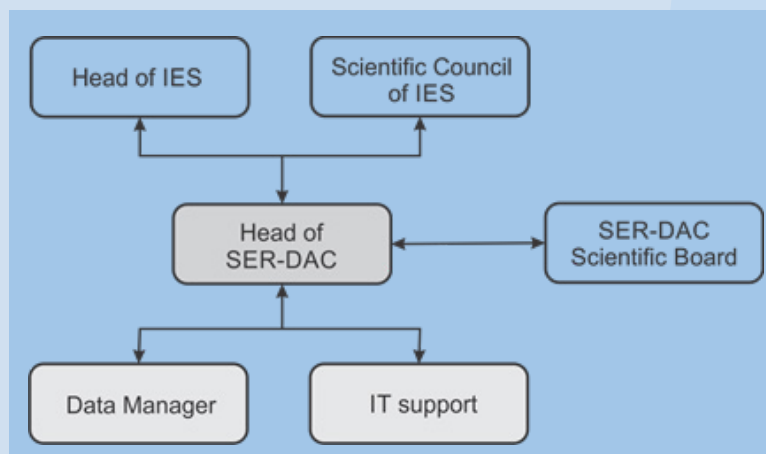 Head of IES
Scientific Council
of IES
Head of
SER-DAC
SER-DAC
Scientific Board
Data Manager
IT support